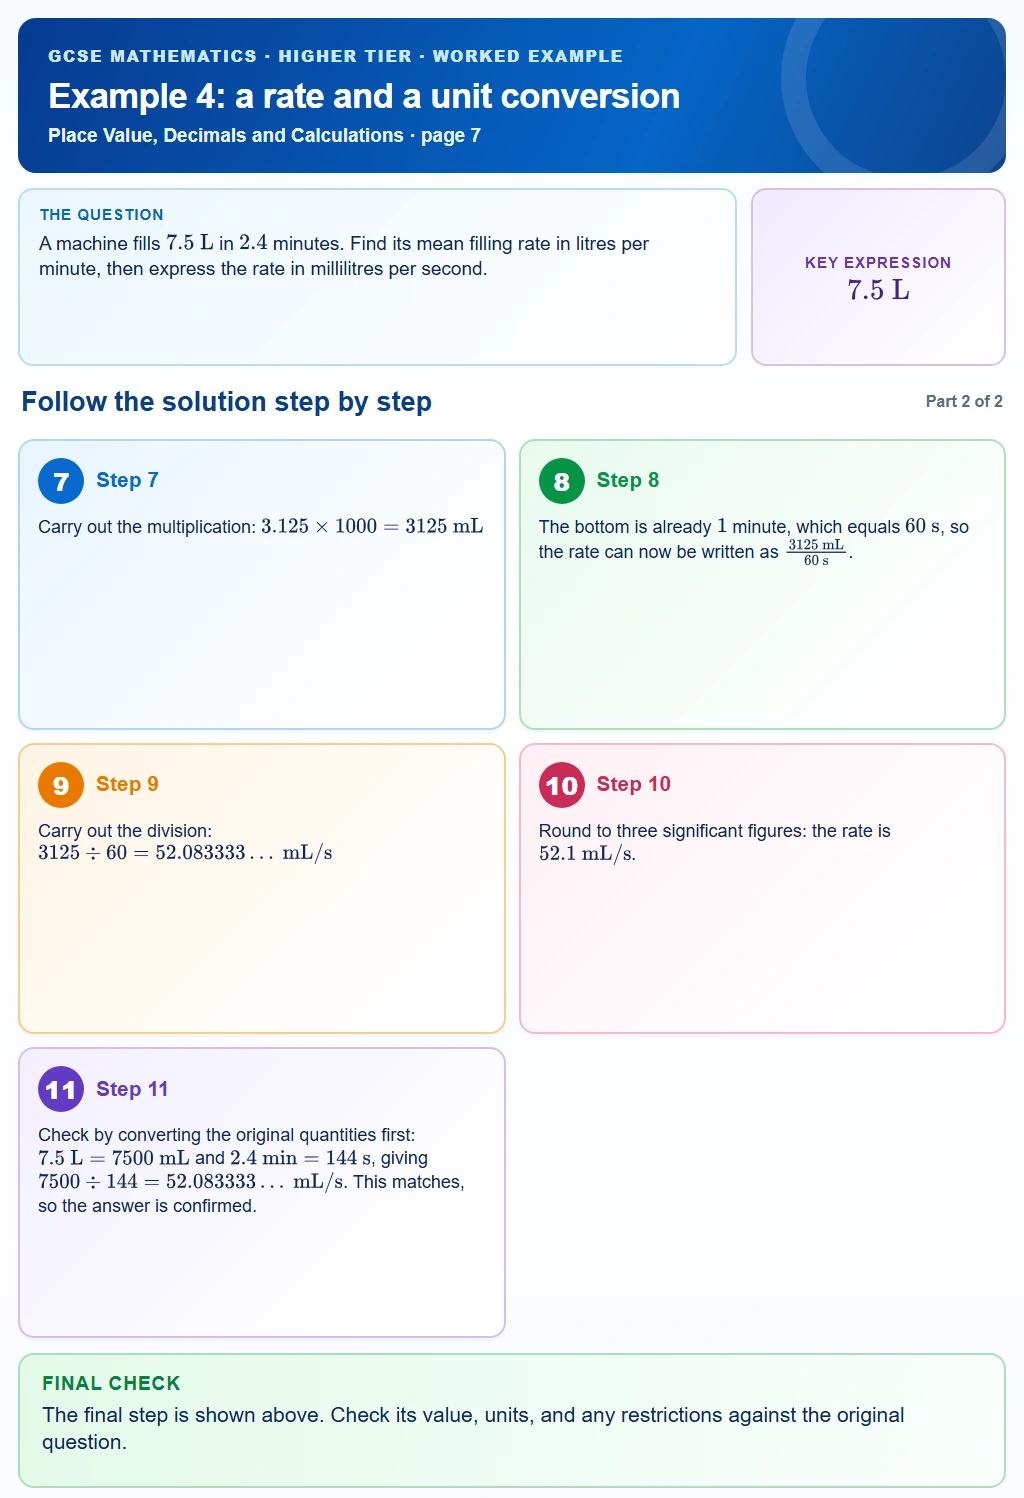 GCSE MATHEMATICS · HIGHER TIER · WORKED EXAMPLE
Example 4: a rate and a unit conversion
Place Value, Decimals and Calculations · page 7
THE QUESTION
A machine fills 7.5 L in 2.4 minutes. Find its mean filling rate in litres per
minute, then express the rate in millilitres per second.
KEY EXPRESSION
7.5 L
Follow the solution step by step
Part 2 of 2
7 Step 7
Carry out the multiplication: 3.125 × 1000 = 3125 mL
8 Step 8
The bottom is already 1 minute, which equals 60 s, so
the rate can now be written as \frac{3125 mL}{60 s}.
9 Step 9
Carry out the division:
3125 ÷ 60 = 52.083333... mL/s
10 Step 10
Round to three significant figures: the rate is
52.1 mL/s.
11 Step 11
Check by converting the original quantities first:
7.5 L = 7500 mL and 2.4 min = 144 s, giving
7500 ÷ 144 = 52.083333... mL/s. This matches,
so the answer is confirmed.
FINAL CHECK
The final step is shown above. Check its value, units, and any restrictions against the original
question.